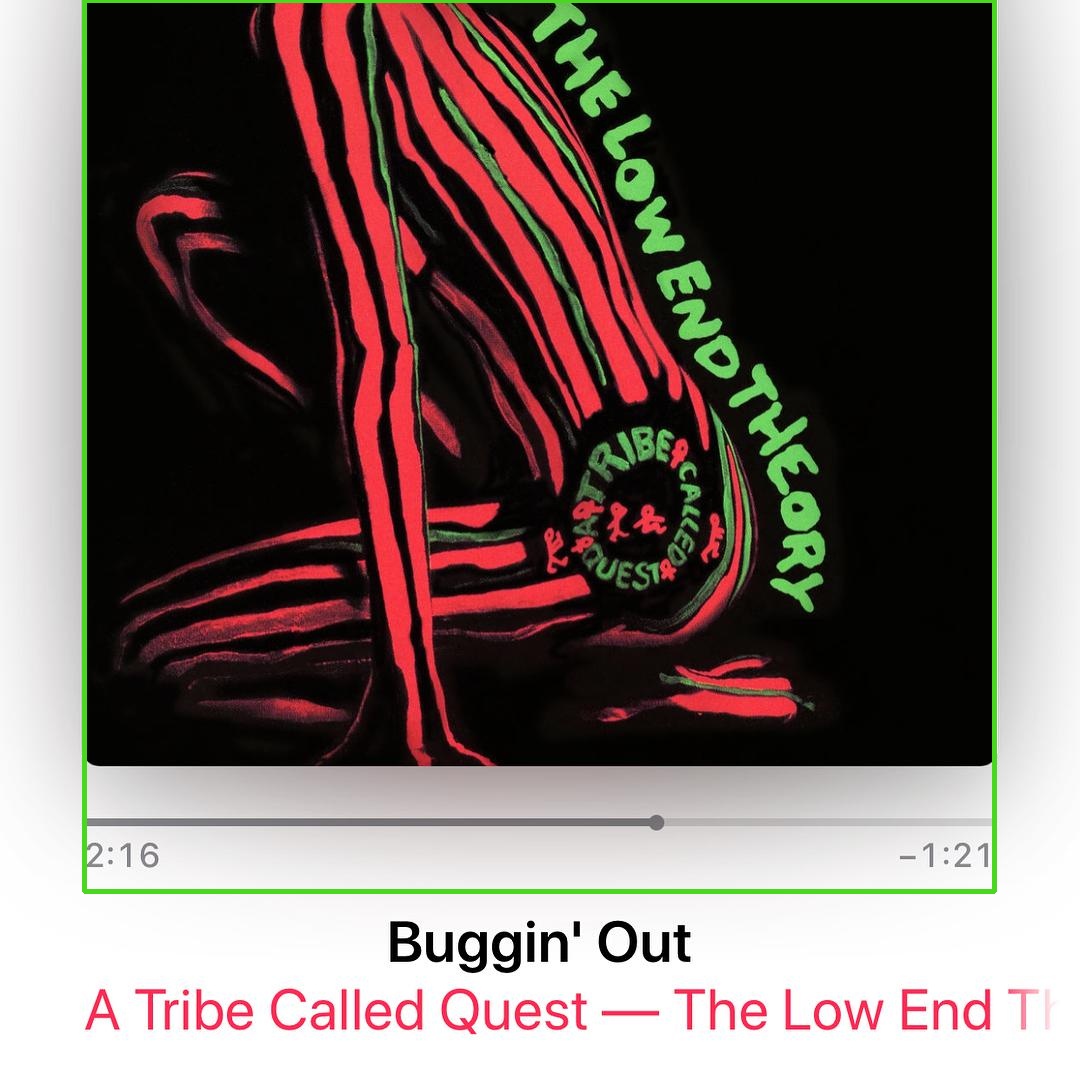 THE LOW END THEORY
A TRIBE CALLED QUEST
2:16
−1:21
Buggin' Out
A Tribe Called Quest — The Low End Th